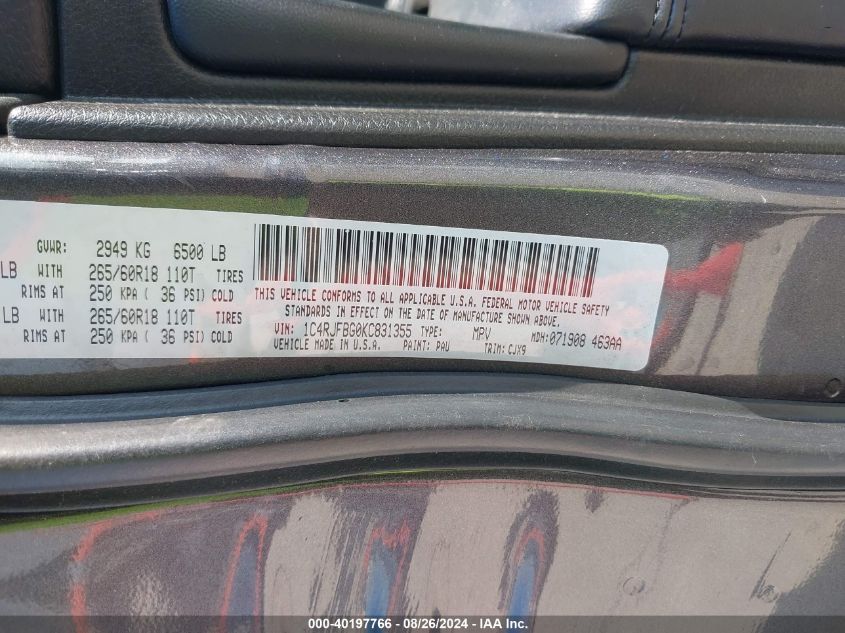 GVWR: 2949 KG 6500 LB
LB WITH 265/60R18 110T TIRES
RIMS AT 250 KPA ( 36 PSI) COLD
LB WITH 265/60R18 110T TIRES
RIMS AT 250 KPA ( 36 PSI) COLD
THIS VEHICLE CONFORMS TO ALL APPLICABLE U.S.A. FEDERAL MOTOR VEHICLE SAFETY
STANDARDS IN EFFECT ON THE DATE OF MANUFACTURE SHOWN ABOVE.
VIN: 1C4RJFBG0KC831355 TYPE: MPV MDH: 071908 463AA
VEHICLE MADE IN U.S.A. PAINT: PAU TRIM: CJX9
000-40197766 - 08/26/2024 - IAA Inc.